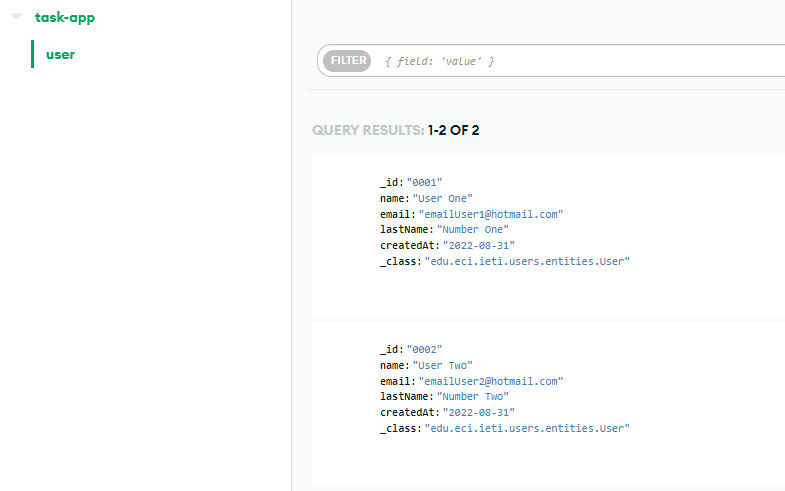 task-app
user
FILTER { field: 'value' }
QUERY RESULTS: 1-2 OF 2
_id: "0001"
name: "User One"
email: "emailUser1@hotmail.com"
lastName: "Number One"
createdAt: "2022-08-31"
_class: "edu.eci.ieti.users.entities.User"
_id: "0002"
name: "User Two"
email: "emailUser2@hotmail.com"
lastName: "Number Two"
createdAt: "2022-08-31"
_class: "edu.eci.ieti.users.entities.User"